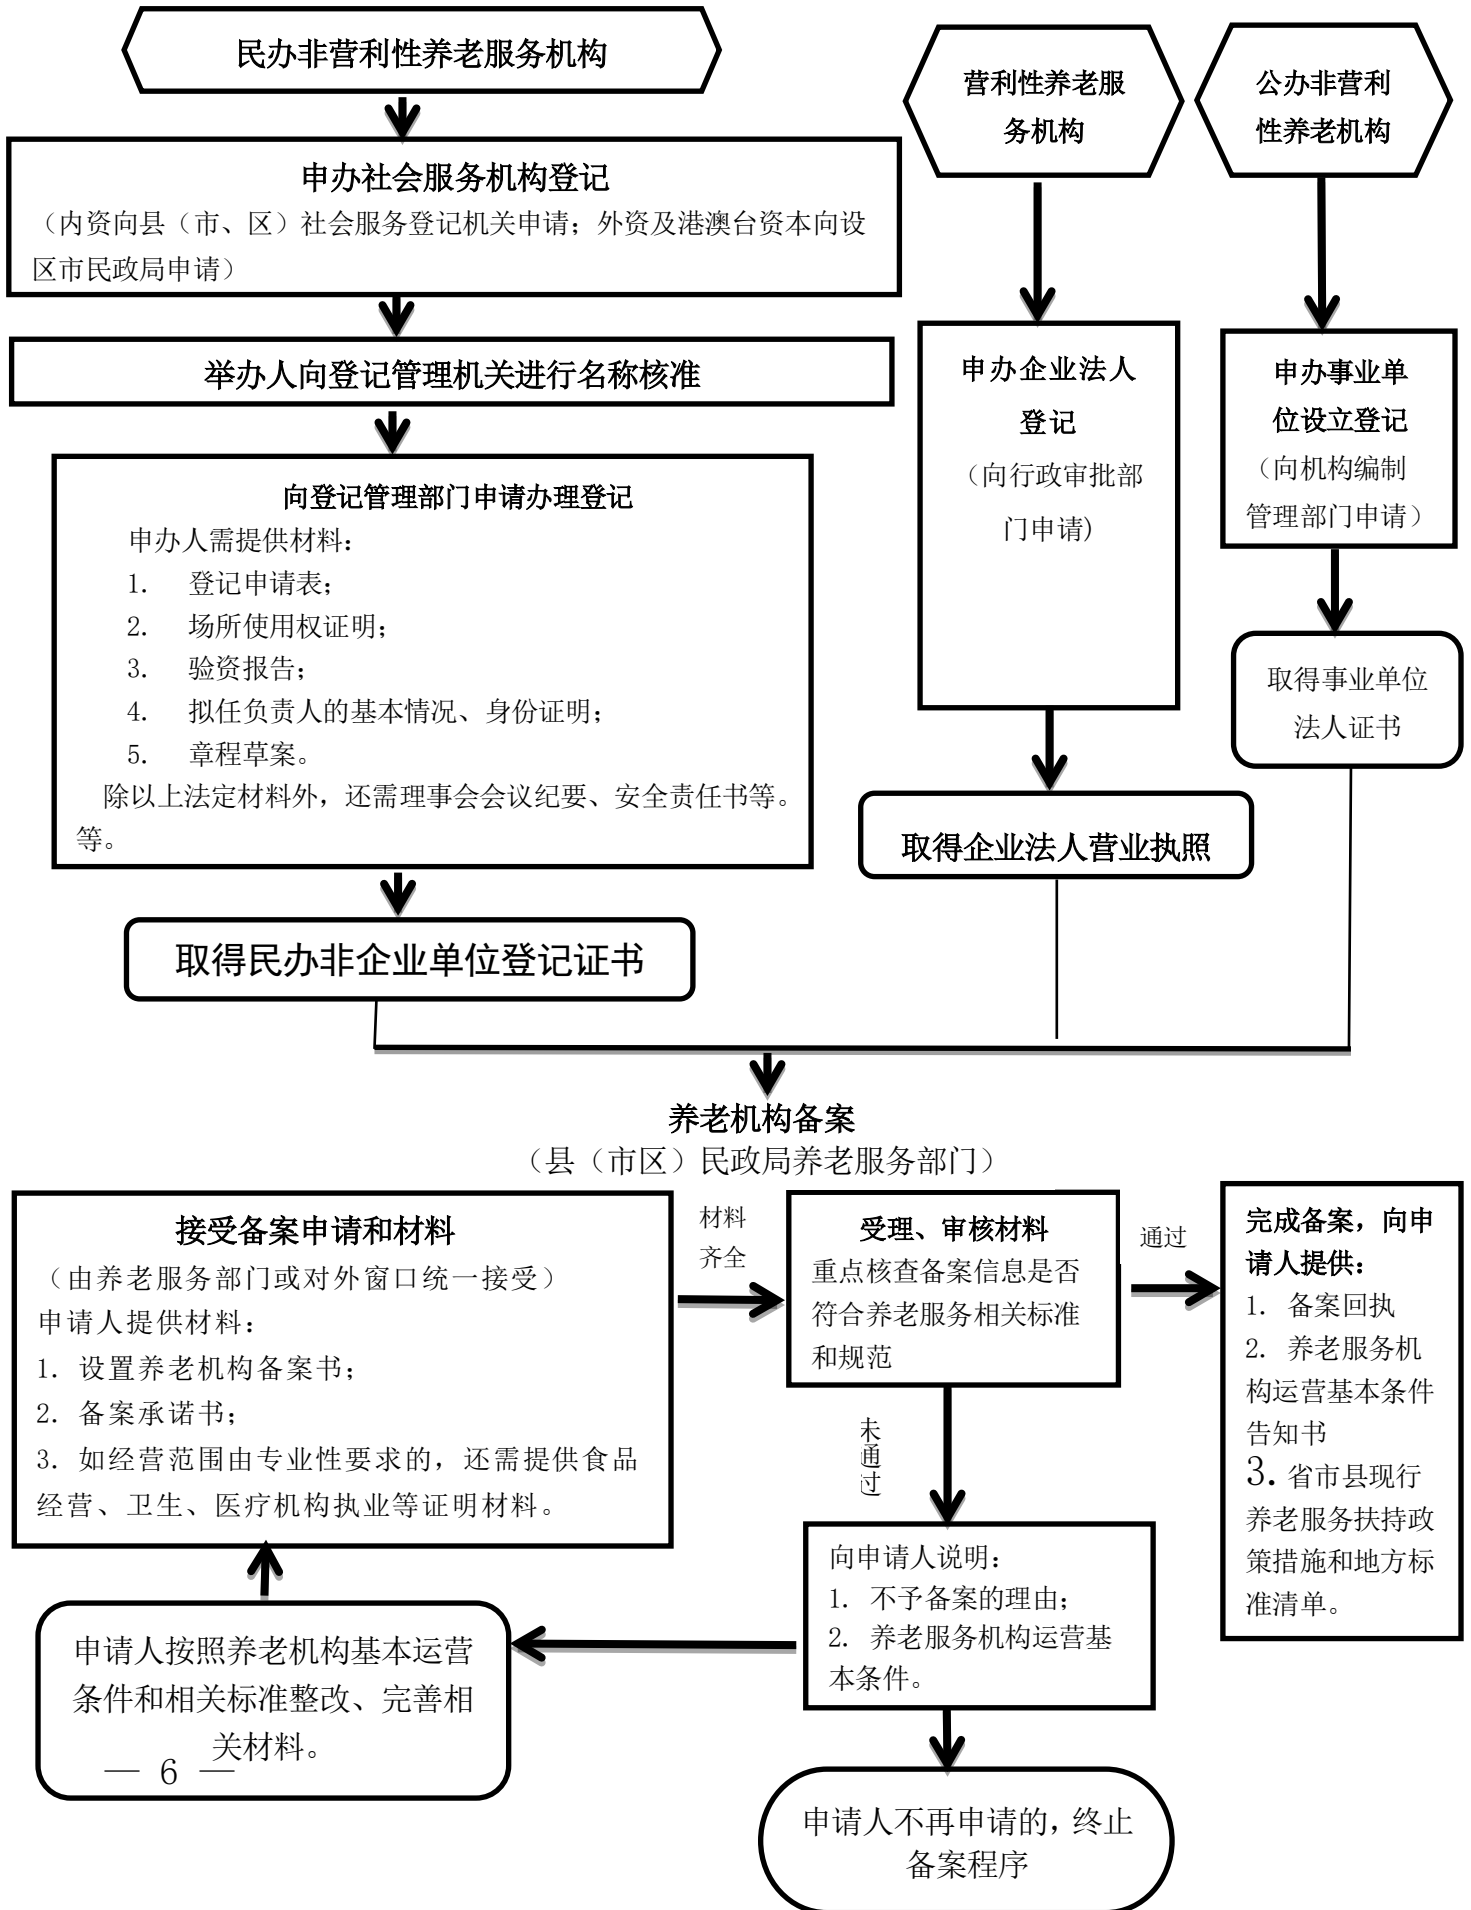 民办非营利性养老服务机构
申办社会服务机构登记
（内资向县（市、区）社会服务登记机关申请；外资及港澳台资本向设
区市民政局申请）
举办人向登记管理机关进行名称核准
向登记管理部门申请办理登记
申办人需提供材料：
1. 登记申请表；
2. 场所使用权证明；
3. 验资报告；
4. 拟任负责人的基本情况、身份证明；
5. 章程草案。
除以上法定材料外，还需理事会会议纪要、安全责任书等。
等。
取得民办非企业单位登记证书
营利性养老服
务机构
申办企业法人
登记
（向行政审批部
门申请）
取得企业法人营业执照
公办非营利
性养老机构
申办事业单
位设立登记
（向机构编制
管理部门申请）
取得事业单位
法人证书
养老机构备案
（县（市区）民政局养老服务部门）
接受备案申请和材料
（由养老服务部门或对外窗口统一接受）
申请人提供材料：
1. 设置养老机构备案书；
2. 备案承诺书；
3. 如经营范围由专业性要求的，还需提供食品
经营、卫生、医疗机构执业等证明材料。
材料
齐全
受理、审核材料
重点核查备案信息是否
符合养老服务相关标准
和规范
通过
完成备案，向申
请人提供：
1. 备案回执
2. 养老服务机
构运营基本条件
告知书
3. 省市县现行
养老服务扶持政
策措施和地方标
准清单。
未通过
向申请人说明：
1. 不予备案的理由；
2. 养老服务机构运营基
本条件。
申请人按照养老机构基本运营
条件和相关标准整改、完善相
关材料。
— 6 —
申请人不再申请的，终止
备案程序